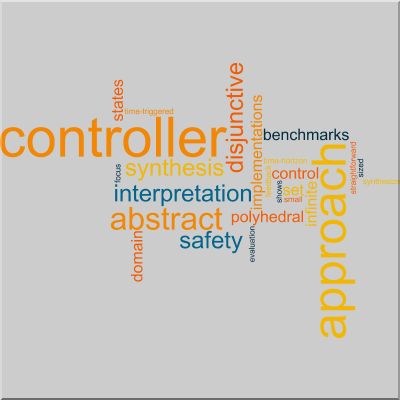 states
time-triggered
controller
disjunctive
implementations
benchmarks
approach
focus
synthesis
time-horizon
control
straightforward
sized
interpretation
shows
set
small
infinite
abstract
polyhedral
safety
evaluation
domain